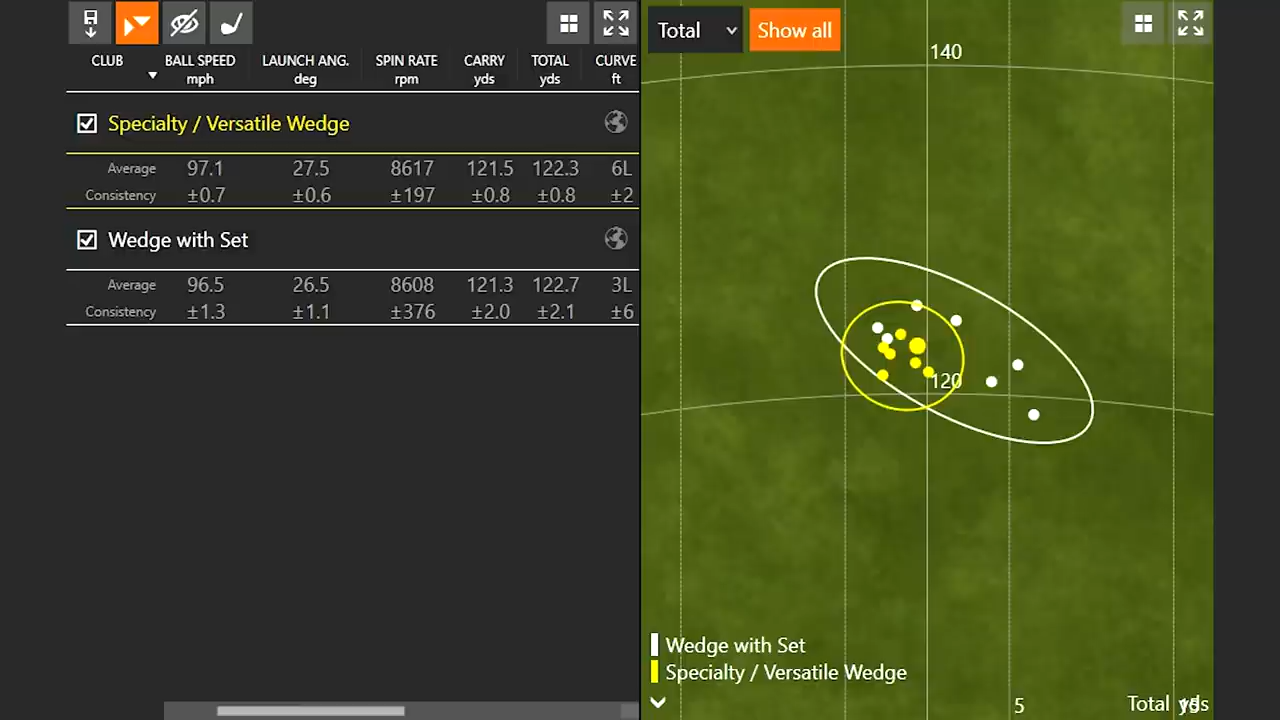 CLUB BALL SPEED LAUNCH ANG. SPIN RATE CARRY TOTAL CURVE
mph deg rpm yds yds ft
Specialty / Versatile Wedge
Average 97.1 27.5 8617 121.5 122.3 6L
Consistency ±0.7 ±0.6 ±197 ±0.8 ±0.8 ±2
Wedge with Set
Average 96.5 26.5 8608 121.3 122.7 3L
Consistency ±1.3 ±1.1 ±376 ±2.0 ±2.1 ±6
Total Show all
140
120
Wedge with Set
Specialty / Versatile Wedge
5 Total yds